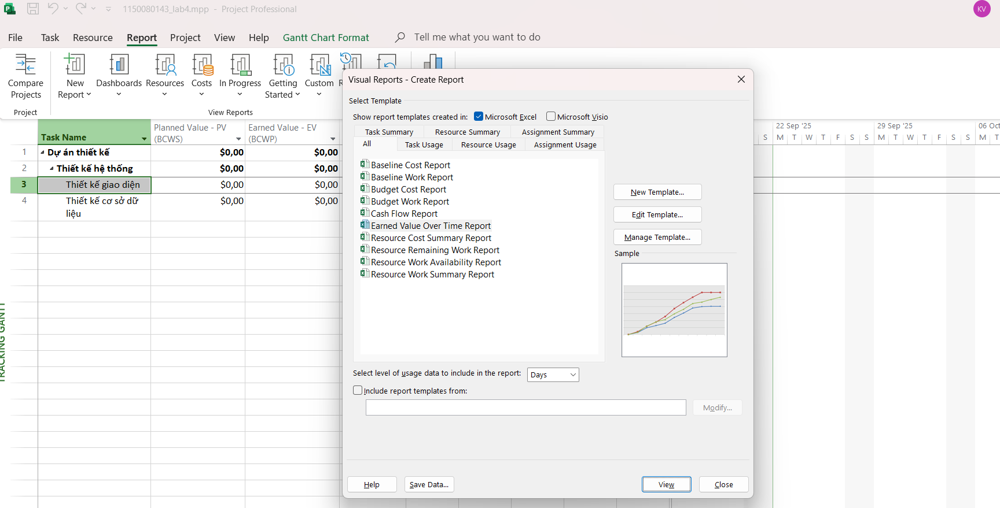 1150080143_lab4.mpp - Project Professional
KV
File Task Resource Report Project View Help Gantt Chart Format Tell me what you want to do
Compare Projects
New Report
Dashboards
Resources
Costs
In Progress
Getting Started
Custom
Project
View Reports
Task Name
Planned Value - PV (BCWS)
Earned Value - EV (BCWP)
22 Sep '25
29 Sep '25
06 Oct
S M T W T F S S M T W T F S S M T
1 Dự án thiết kế $0,00 $0,00
2 Thiết kế hệ thống $0,00 $0,00
3 Thiết kế giao diện $0,00 $0,00
4 Thiết kế cơ sở dữ liệu $0,00 $0,00
TRACKING GANTT
Visual Reports - Create Report
Select Template
Show report templates created in: Microsoft Excel Microsoft Visio
Task Summary Resource Summary Assignment Summary
All Task Usage Resource Usage Assignment Usage
Baseline Cost Report
Baseline Work Report
Budget Cost Report
Budget Work Report
Cash Flow Report
Earned Value Over Time Report
Resource Cost Summary Report
Resource Remaining Work Report
Resource Work Availability Report
Resource Work Summary Report
New Template...
Edit Template...
Manage Template...
Sample
Select level of usage data to include in the report: Days
Include report templates from:
Modify...
Help
Save Data...
View
Close